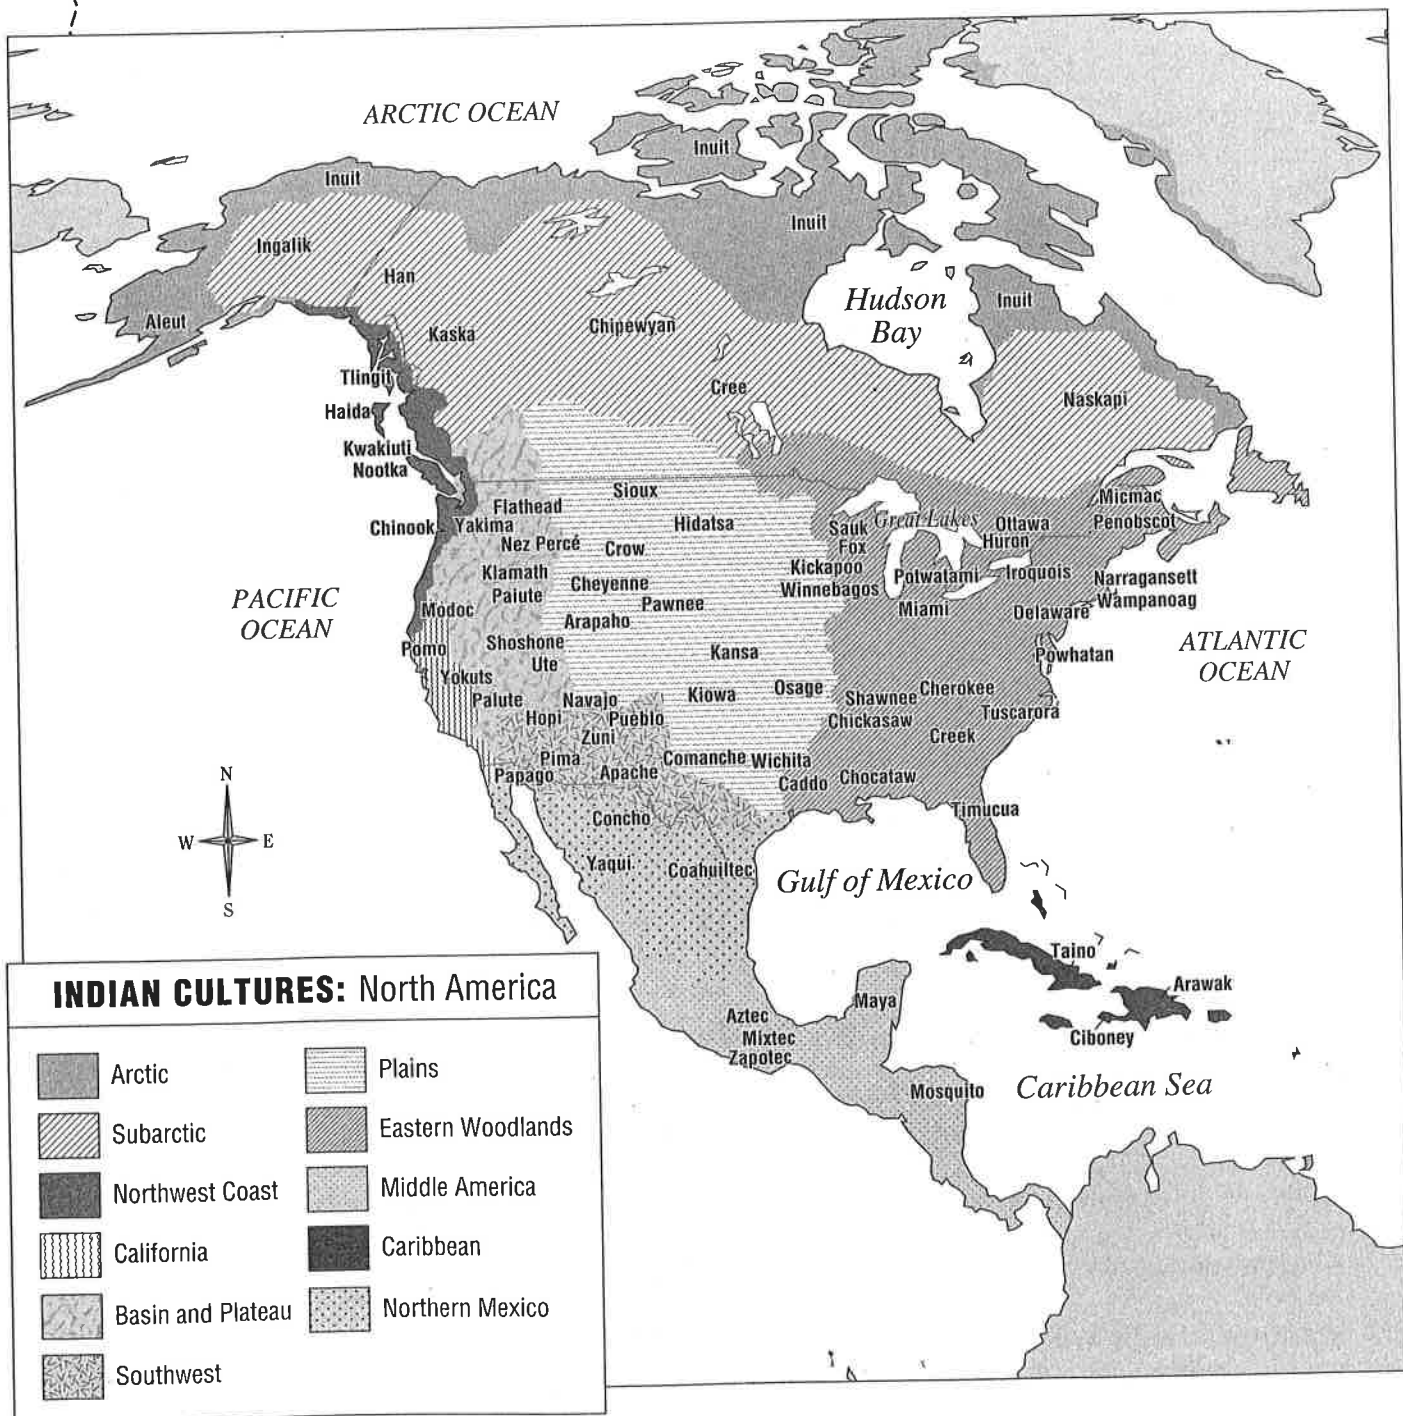 ARCTIC OCEAN
Inuit
Inuit
Inuit
Ingalik
Han
Hudson
Bay
Inuit
Aleut
Kaska
Chipewyan
Tlingit
Cree
Naskapi
Haida
Kwakiuti
Nootka
Sioux
Micmac
Flathead
Chinook
Yakima
Hidatsa
Sauk
Great Lakes
Ottawa
Penobscot
Nez Percé
Crow
Fox
Huron
Klamath
Cheyenne
Kickapoo
Potwatami
Iroquois
Narragansett
Paiute
Winnebagos
Wampanoag
PACIFIC
OCEAN
Modoc
Pawnee
Miami
Delaware
Arapaho
ATLANTIC
OCEAN
Pomo
Shoshone
Kansa
Powhatan
Ute
Yokuts
Palute
Navajo
Kiowa
Osage
Shawnee
Cherokee
Hopi
Pueblo
Chickasaw
Tuscarora
Zuni
Creek
Pima
Comanche
Wichita
Papago
Apache
Caddo
Chocataw
Timucua
Concho
N
W
E
S
Yaqui
Coahuiltec
Gulf of Mexico
Taino
Arawak
Maya
Aztec
Mixtec
Zapotec
Ciboney
Mosquito
Caribbean Sea
INDIAN CULTURES: North America
Arctic
Subarctic
Northwest Coast
California
Basin and Plateau
Southwest
Plains
Eastern Woodlands
Middle America
Caribbean
Northern Mexico